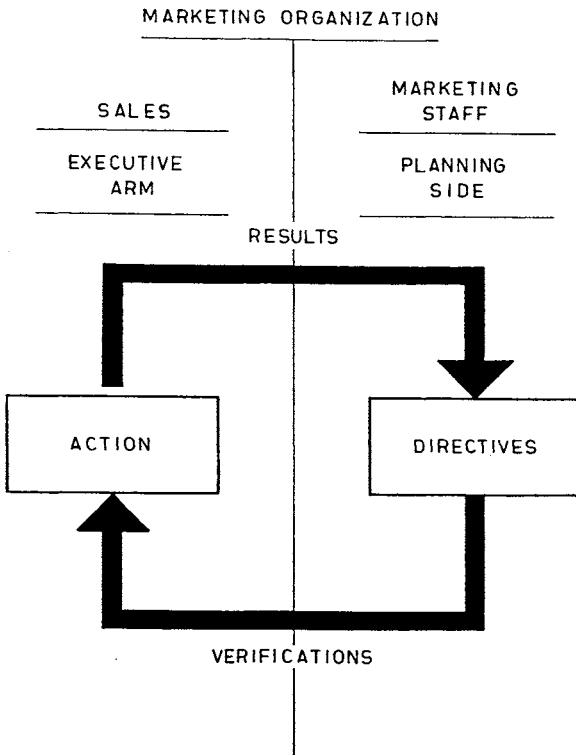 MARKETING ORGANIZATION
SALES
MARKETING
STAFF
EXECUTIVE
ARM
PLANNING
SIDE
RESULTS
ACTION
DIRECTIVES
VERIFICATIONS